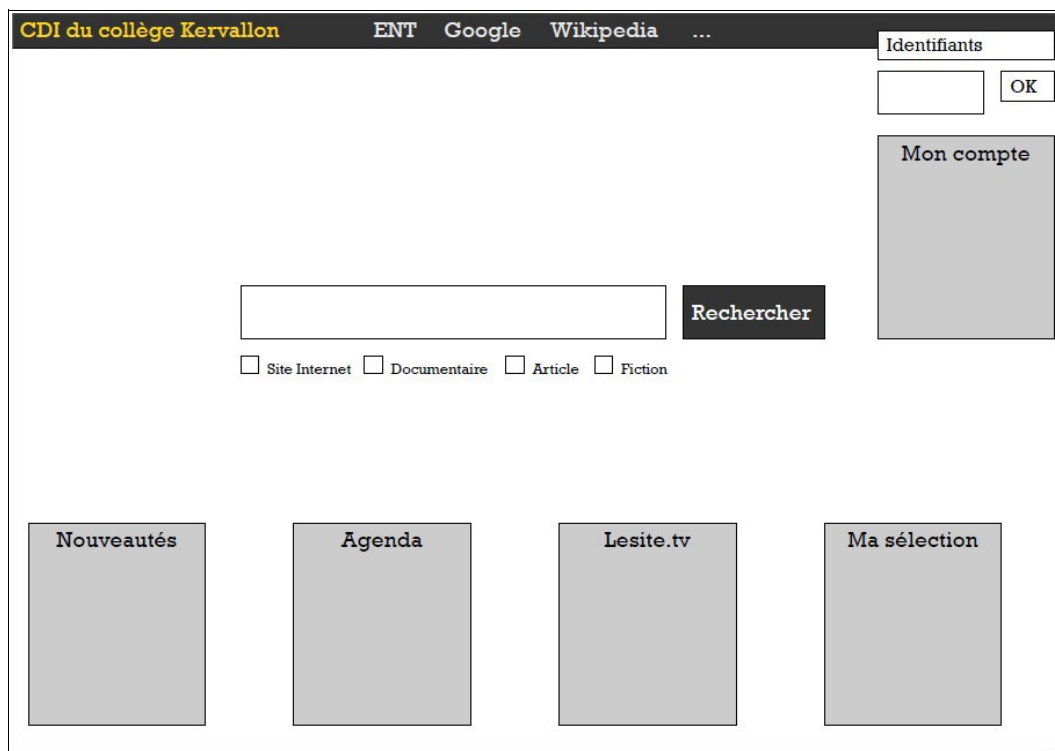 CDI du collège Kervallon ENT Google Wikipedia ...
Identifiants
OK
Mon compte
Rechercher
Site Internet Documentaire Article Fiction
Nouveautés Agenda Lesite.tv Ma sélection